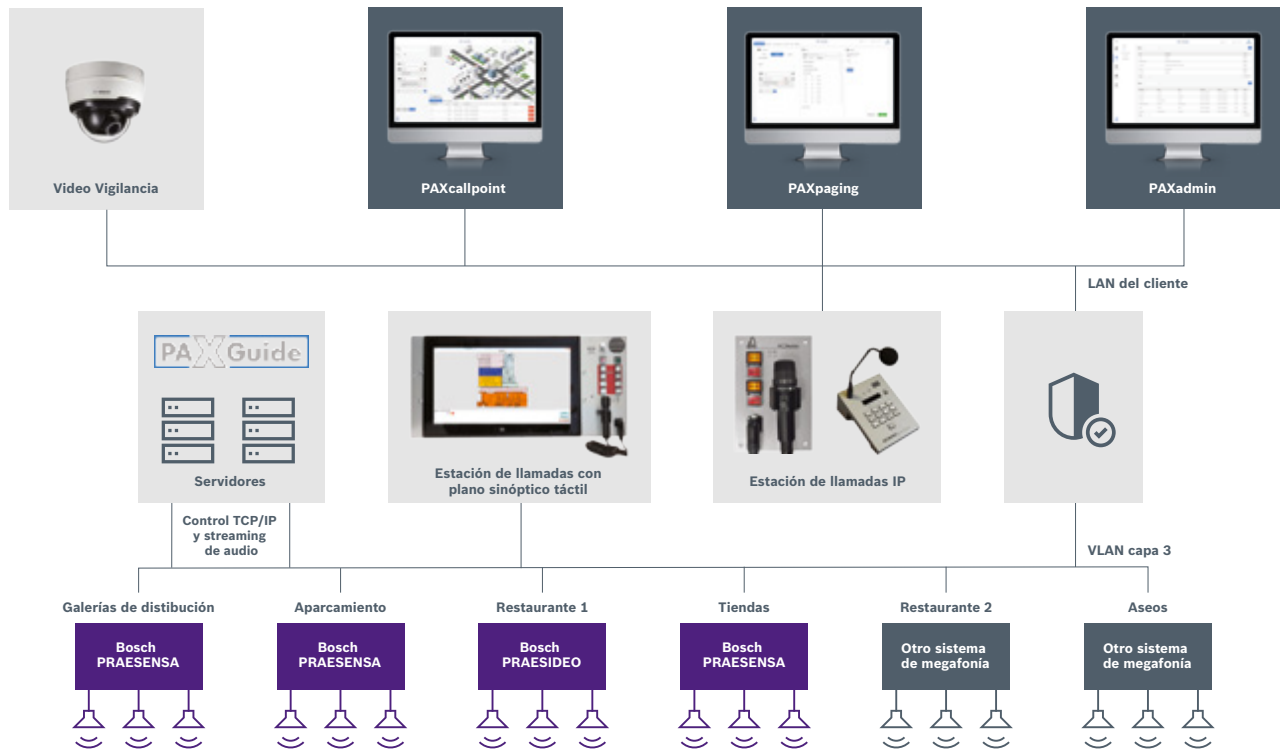 Video Vigilancia
PAXcallpoint
PAXpaging
PAXadmin
LAN del cliente
PAXGuide
Servidores
Estación de llamadas con
plano sinóptico táctil
Estación de llamadas IP
Control TCP/IP
y streaming
de audio
VLAN capa 3
Galerías de distibución
Aparcamiento
Restaurante 1
Tiendas
Restaurante 2
Aseos
Bosch
PRAESENSA
Bosch
PRAESENSA
Bosch
PRAESIDEO
Bosch
PRAESENSA
Otro sistema
de megafonía
Otro sistema
de megafonía